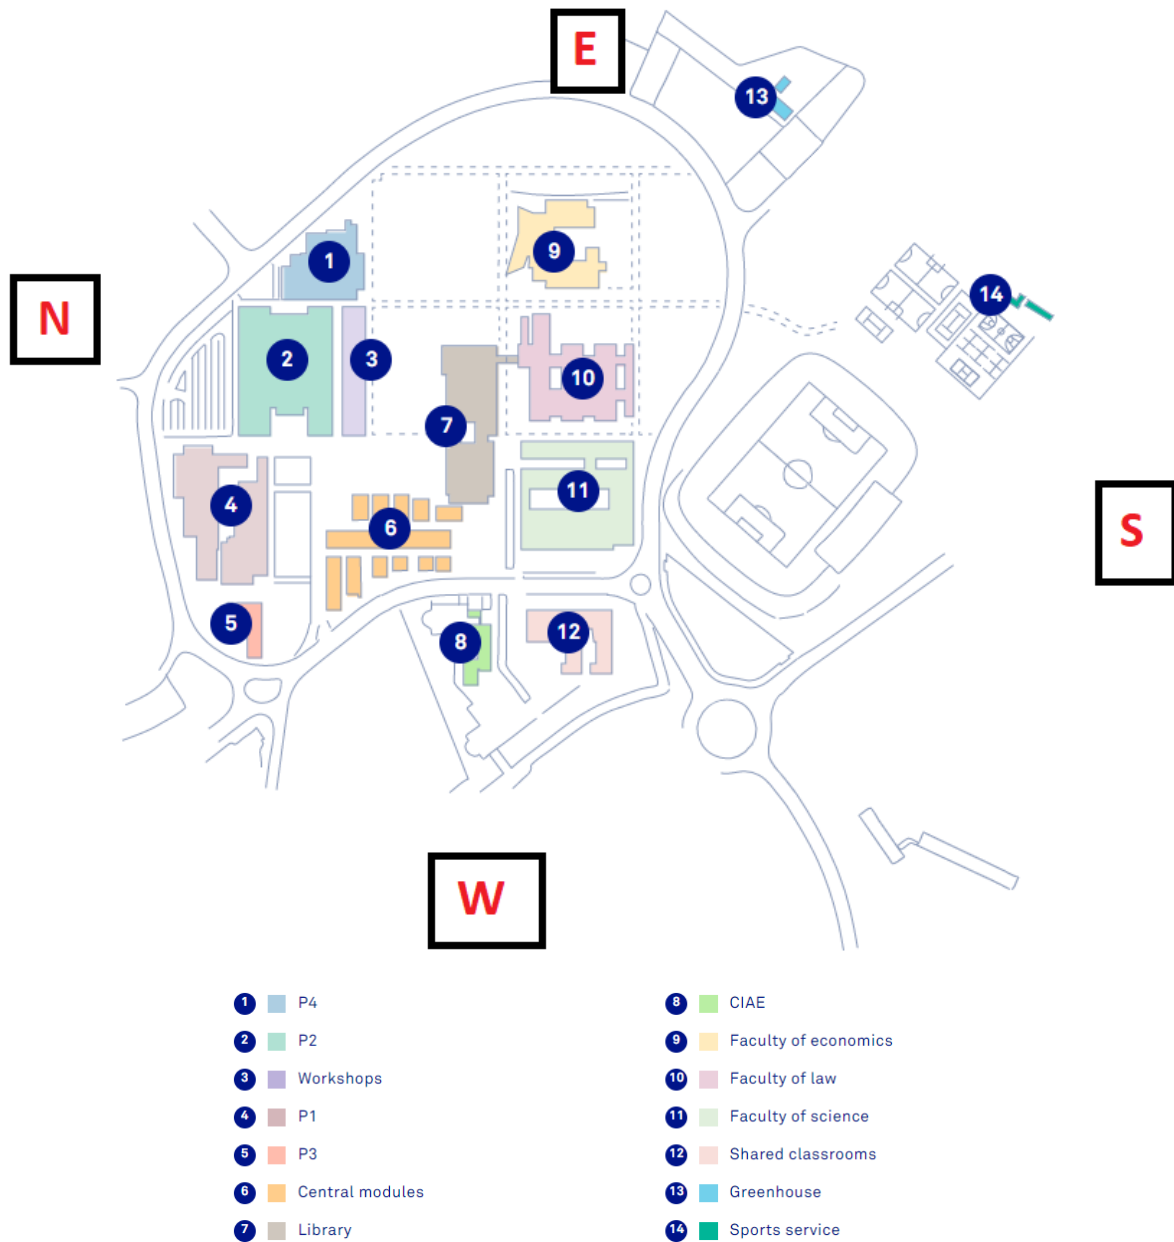 E
13
1
9
14
N
2
3
10
7
4
11
S
6
5
8
12
W
1 P4
2 P2
3 Workshops
4 P1
5 P3
6 Central modules
7 Library
8 CIAE
9 Faculty of economics
10 Faculty of law
11 Faculty of science
12 Shared classrooms
13 Greenhouse
14 Sports service